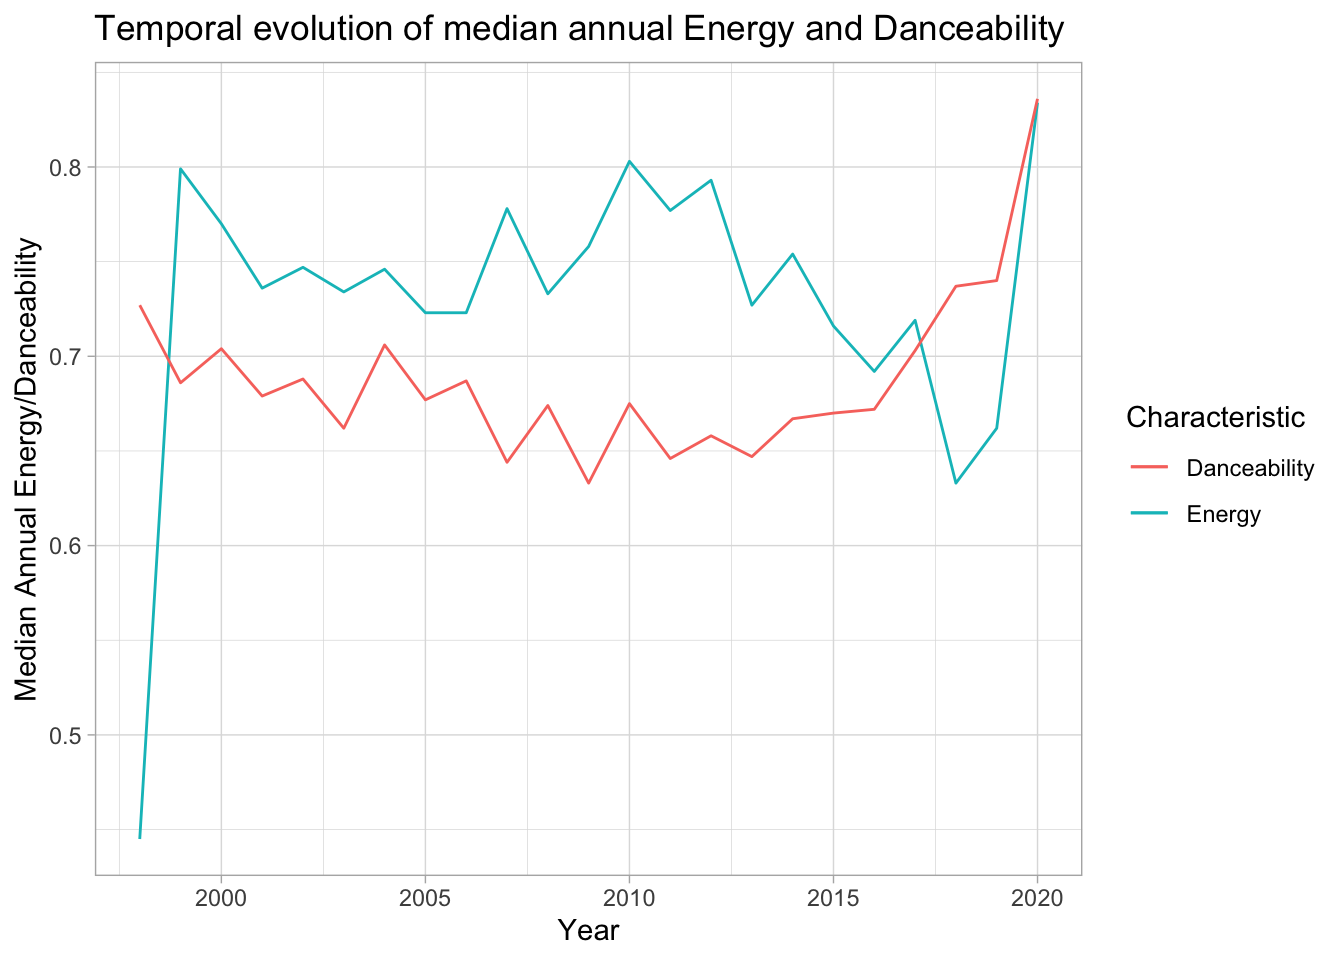 Temporal evolution of median annual Energy and Danceability
Median Annual Energy/Danceability
0.8
0.7
0.6
0.5
2000 2005 2010 2015 2020
Year
Characteristic
Danceability
Energy